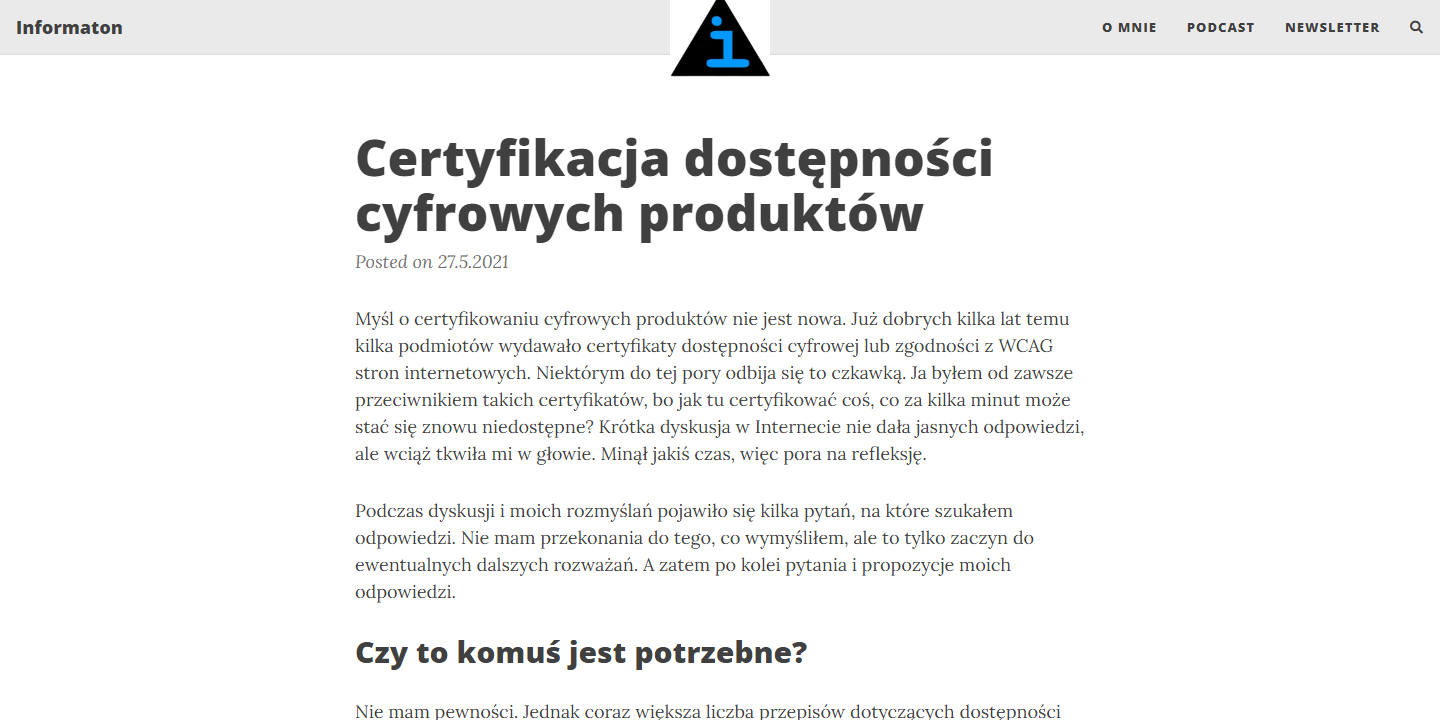 Informaton
i
O MNIE
PODCAST
NEWSLETTER
Certyfikacja dostępności
cyfrowych produktów
Posted on 27.5.2021
Myśl o certyfikowaniu cyfrowych produktów nie jest nowa. Już dobrych kilka lat temu
kilka podmiotów wydawało certyfikaty dostępności cyfrowej lub zgodności z WCAG
stron internetowych. Niektórym do tej pory odbija się to czkawką. Ja byłem od zawsze
przeciwnikiem takich certyfikatów, bo jak tu certyfikować coś, co za kilka minut może
stać się znowu niedostępne? Krótka dyskusja w Internecie nie dała jasnych odpowiedzi,
ale wciąż tkwiła mi w głowie. Minął jakiś czas, więc pora na refleksję.
Podczas dyskusji i moich rozmyślań pojawiło się kilka pytań, na które szukałem
odpowiedzi. Nie mam przekonania do tego, co wymyśliłem, ale to tylko zaczyn do
ewentualnych dalszych rozważań. A zatem po kolei pytania i propozycje moich
odpowiedzi.
Czy to komuś jest potrzebne?
Nie mam pewności. Jednak coraz większa liczba przepisów dotyczących dostępności